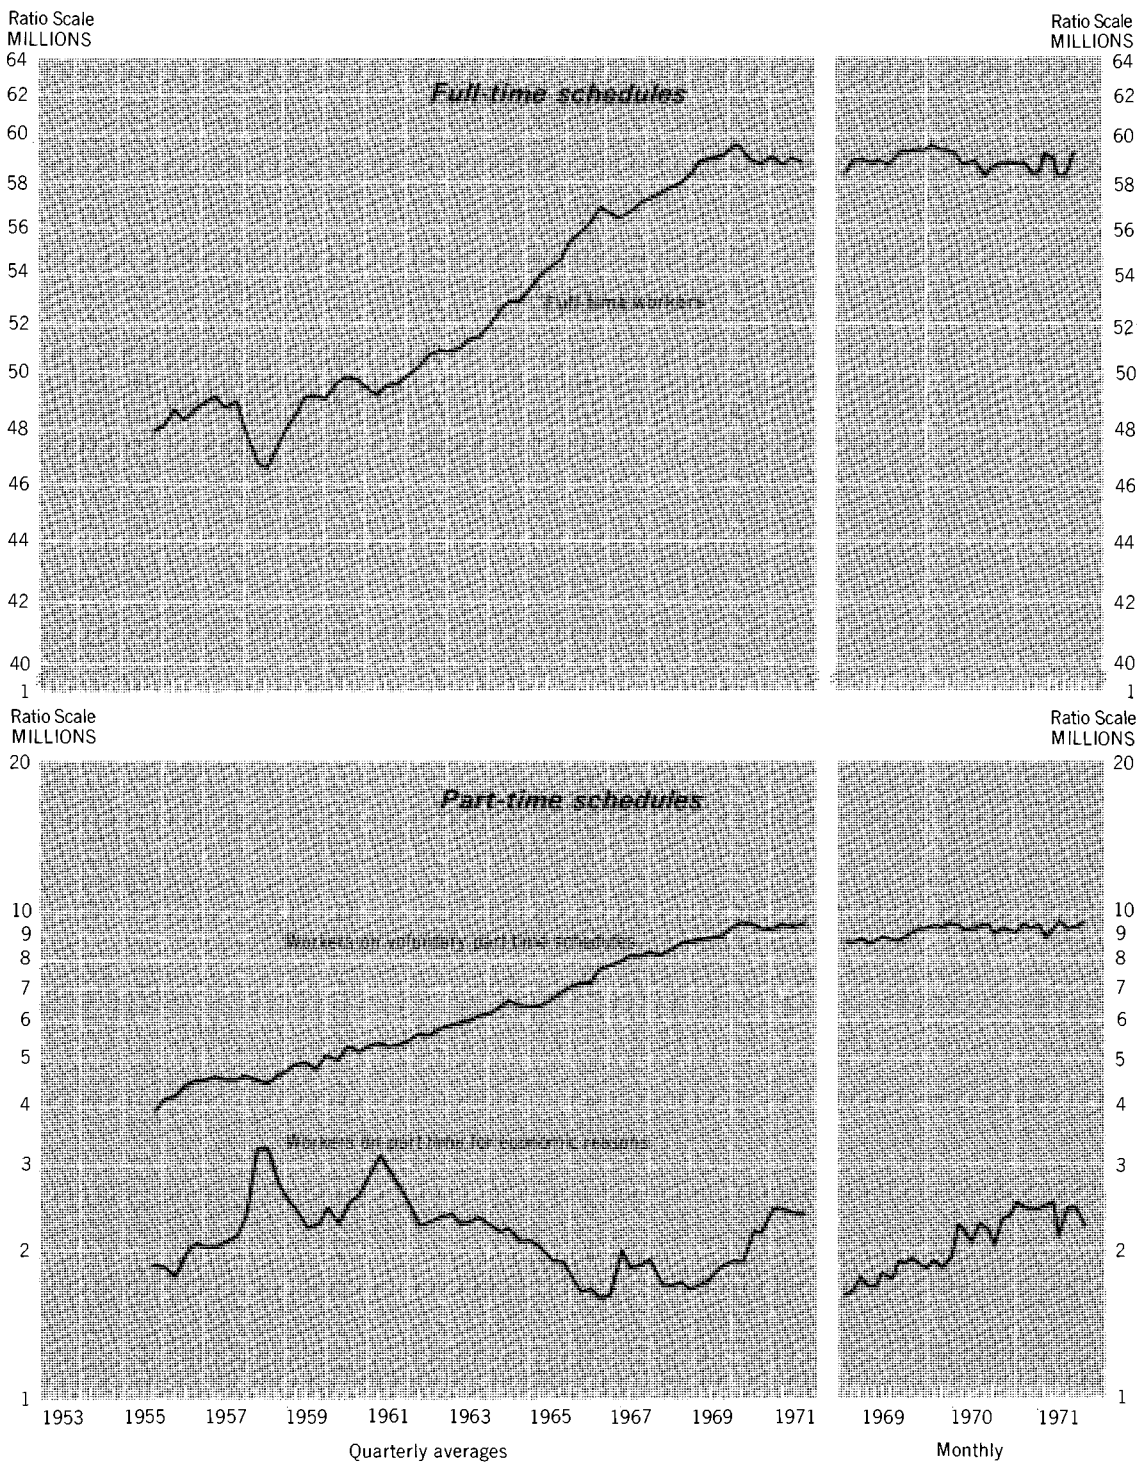 Ratio Scale
MILLIONS
Ratio Scale
MILLIONS
64
62
60
58
56
54
52
50
48
46
44
42
40
1
Full-time schedules
Full-time workers
64
62
60
58
56
54
52
50
48
46
44
42
40
1
Ratio Scale
MILLIONS
Ratio Scale
MILLIONS
20
10
9
8
7
6
5
4
3
2
1
Part-time schedules
Workers on voluntary part time schedules
Workers on part time for economic reasons
20
10
9
8
7
6
5
4
3
2
1
1953 1955 1957 1959 1961 1963 1965 1967 1969 1971
1969 1970 1971
Quarterly averages
Monthly